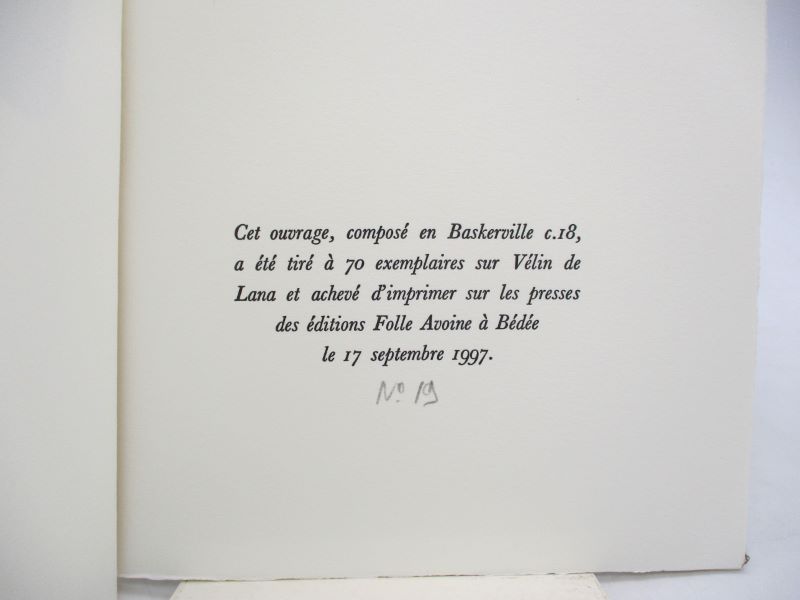 Cet ouvrage, composé en Baskerville c.18,
a été tiré à 70 exemplaires sur Vélin de
Lana et achevé d'imprimer sur les presses
des éditions Folle Avoine à Bédée
le 17 septembre 1997.
Nº 19